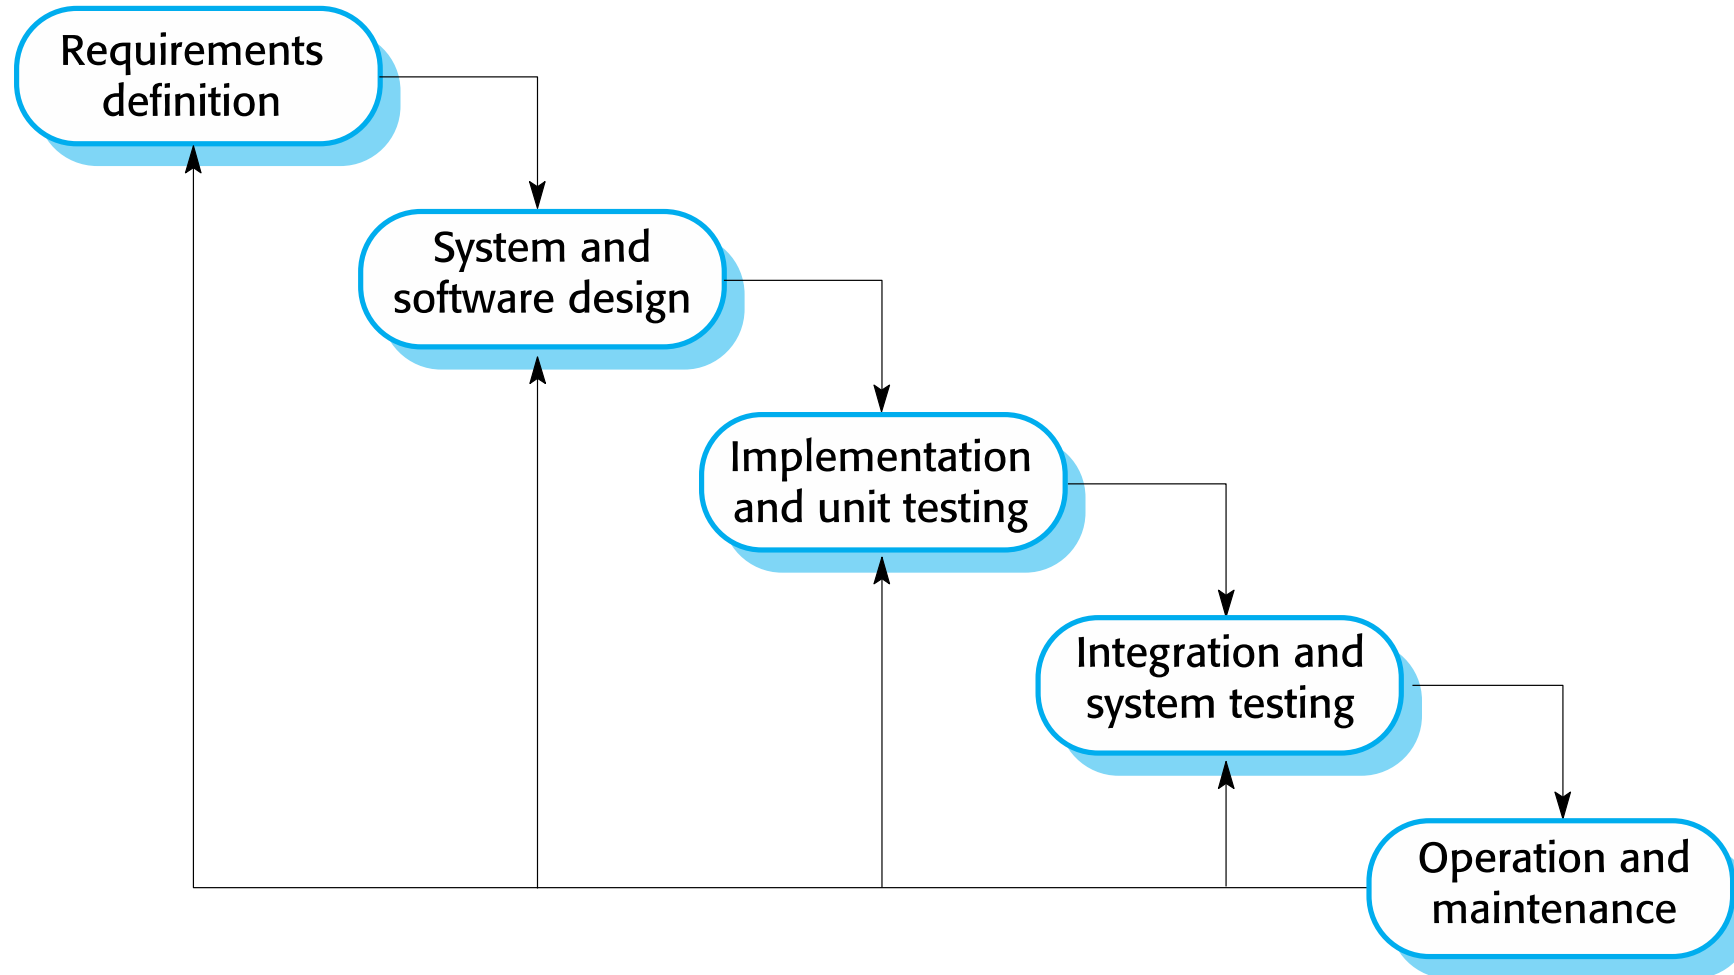 Requirements
definition
System and
software design
Implementation
and unit testing
Integration and
system testing
Operation and
maintenance